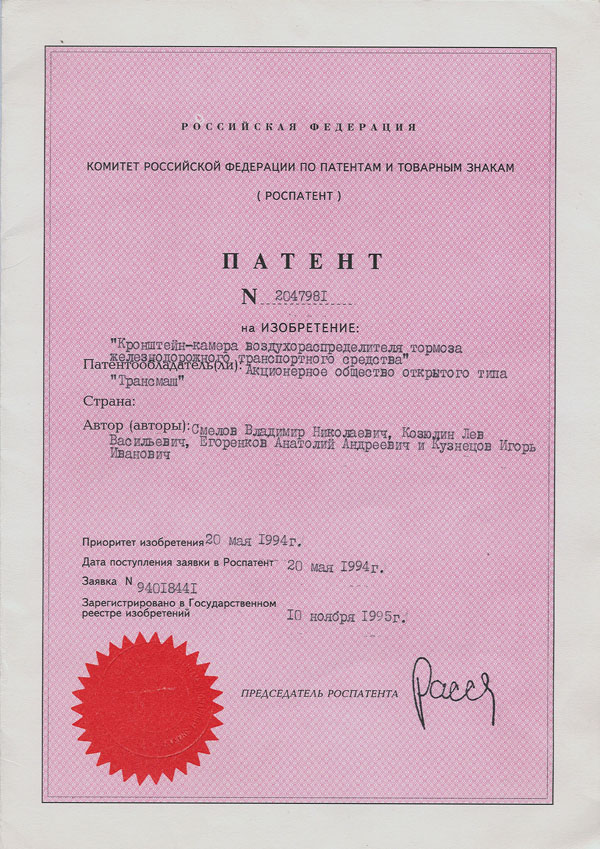 РОССИЙСКАЯ ФЕДЕРАЦИЯ
КОМИТЕТ РОССИЙСКОЙ ФЕДЕРАЦИИ ПО ПАТЕНТАМ И ТОВАРНЫМ ЗНАКАМ
( РОСПАТЕНТ )
ПАТЕНТ
N 2047981
на ИЗОБРЕТЕНИЕ:
"Кронштейн-камера воздухораспределителя тормоза
железнодорожного транспортного средства"
Патентообладатель(ли): Акционерное общество открытого типа
"Трансмаш"
Страна:
Автор (авторы): Смелов Владимир Николаевич, Козюлин Лев
Васильевич, Егоренков Анатолий Андреевич и Кузнецов Игорь
Иванович
Приоритет изобретения 20 мая 1994г.
Дата поступления заявки в Роспатент 20 мая 1994г.
Заявка N 94018441
Зарегистрировано в Государственном
реестре изобретений 10 ноября 1995г.
ПРЕДСЕДАТЕЛЬ РОСПАТЕНТА